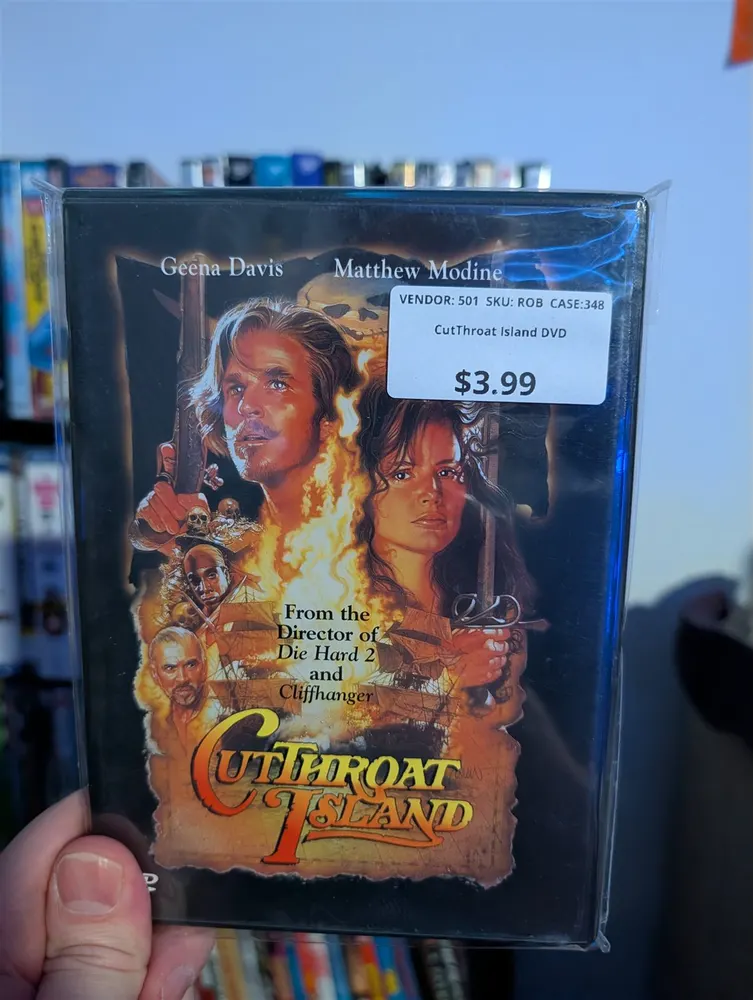 Geena Davis Matthew Modine
VENDOR: 501 SKU: ROB CASE:348
CutThroat Island DVD
$3.99
From the
Director of
Die Hard 2
and
Cliffhanger
CUTTHROAT
ISLAND